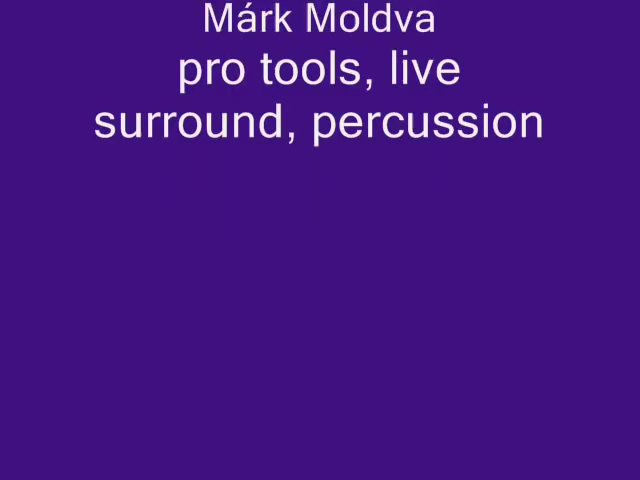 Márk Moldva
pro tools, live
surround, percussion